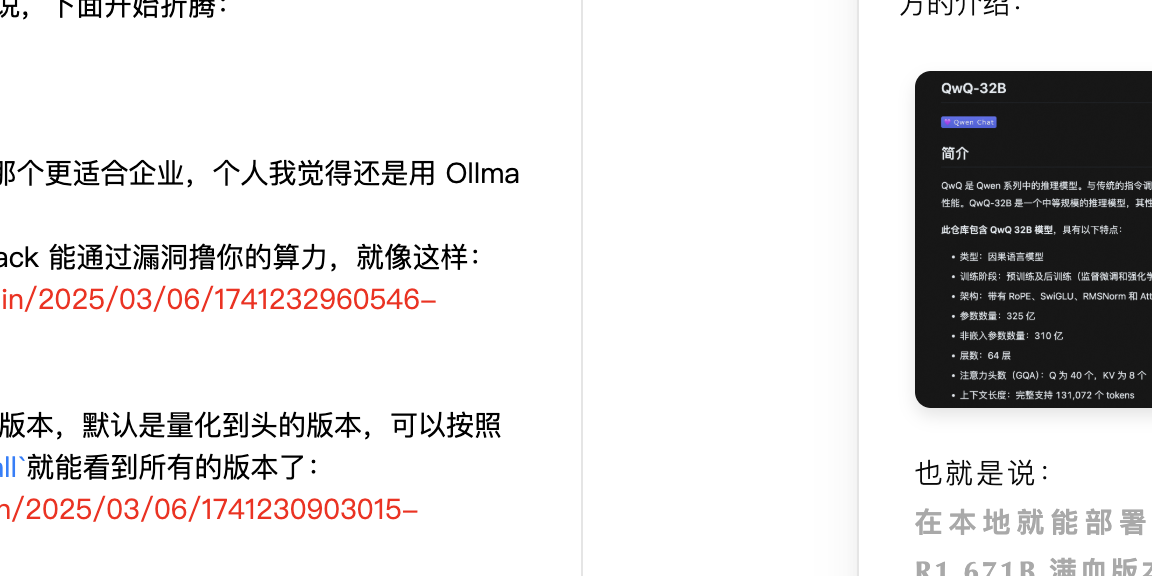 说，下面开始折腾：
那个更适合企业，个人我觉得还是用 Ollma
ack 能通过漏洞撸你的算力，就像这样：
in/2025/03/06/1741232960546-
版本，默认是量化到头的版本，可以按照
all`就能看到所有的版本了：
n/2025/03/06/1741230903015-
方的介绍：
QwQ-32B
Qwen Chat
简介
QwQ 是 Qwen 系列中的推理模型。与传统的指令调
性能。QwQ-32B 是一个中等规模的推理模型，其性
此仓库包含 QwQ 32B 模型，具有以下特点：
• 类型：因果语言模型
• 训练阶段：预训练及后训练（监督微调和强化学
• 架构：带有 RoPE、SwiGLU、RMSNorm 和 Att
• 参数数量：325 亿
• 非嵌入参数数量：310 亿
• 层数：64 层
• 注意力头数（GQA）：Q 为 40 个，KV 为 8 个
• 上下文长度：完整支持 131,072 个 tokens
也就是说：
在本地就能部署
R1 671B 满血版本